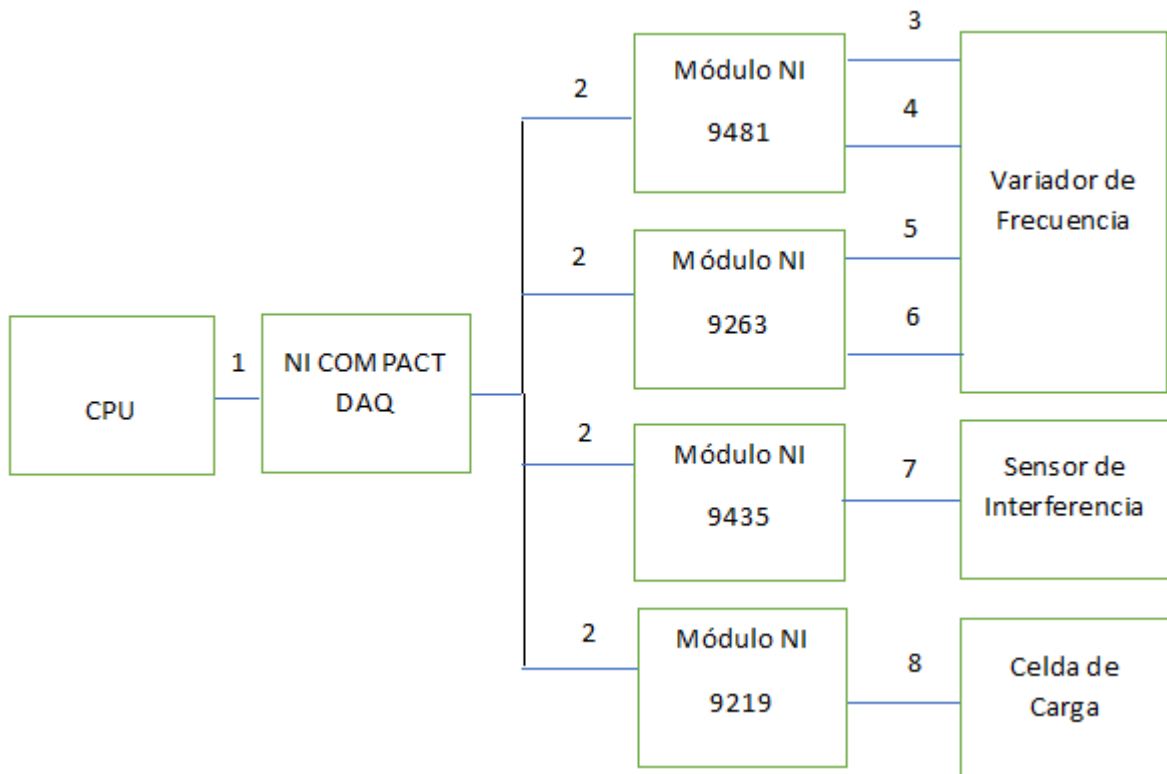 3
2
Módulo NI
9481
4
Variador de
Frecuencia
2
Módulo NI
9263
5
6
1
NI COMPACT
DAQ
CPU
2
Módulo NI
9435
7
Sensor de
Interferencia
2
Módulo NI
9219
8
Celda de
Carga